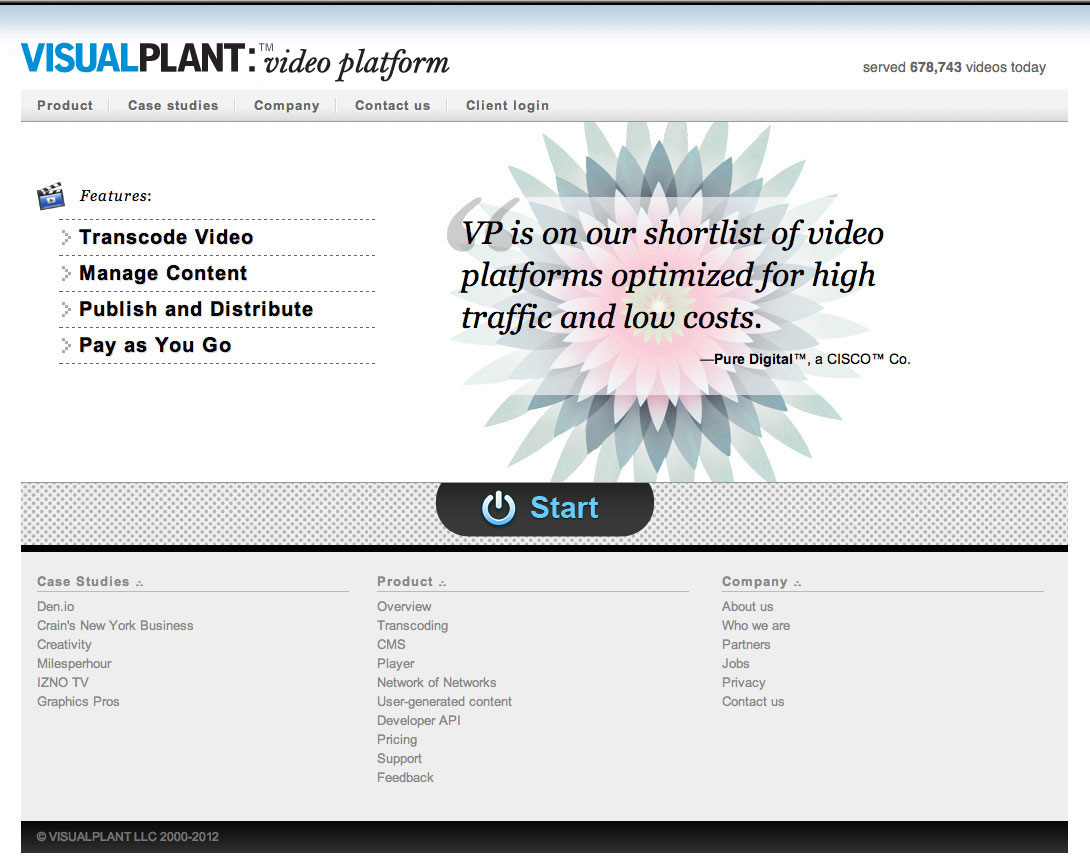 VISUALPLANT:™ video platform
served 678,743 videos today
Product
Case studies
Company
Contact us
Client login
Features:
Transcode Video
Manage Content
Publish and Distribute
Pay as You Go
“VP is on our shortlist of video
platforms optimized for high
traffic and low costs.
—Pure Digital™, a CISCO™ Co.
Start
Case Studies ∴
Den.io
Crain's New York Business
Creativity
Milesperhour
IZNO TV
Graphics Pros
Product ∴
Overview
Transcoding
CMS
Player
Network of Networks
User-generated content
Developer API
Pricing
Support
Feedback
Company ∴
About us
Who we are
Partners
Jobs
Privacy
Contact us
© VISUALPLANT LLC 2000-2012